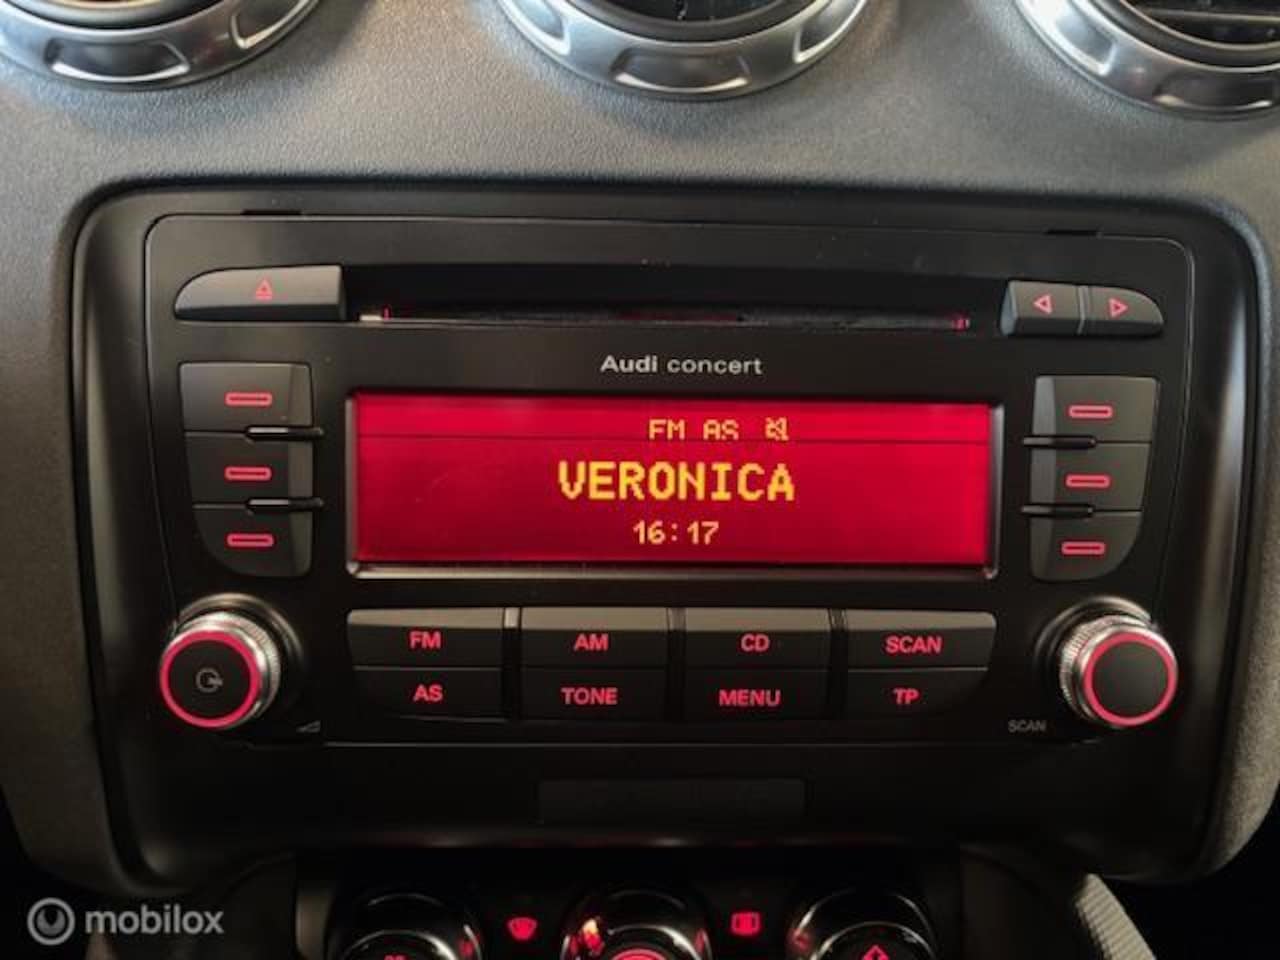 Audi concert
FM AS
VERONICA
16:17
FM AM CD SCAN
AS TONE MENU TP
SCAN
mobilox